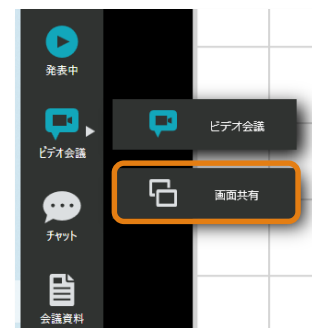 発表中
ビデオ会議
ビデオ会議
画面共有
チャット
会議資料